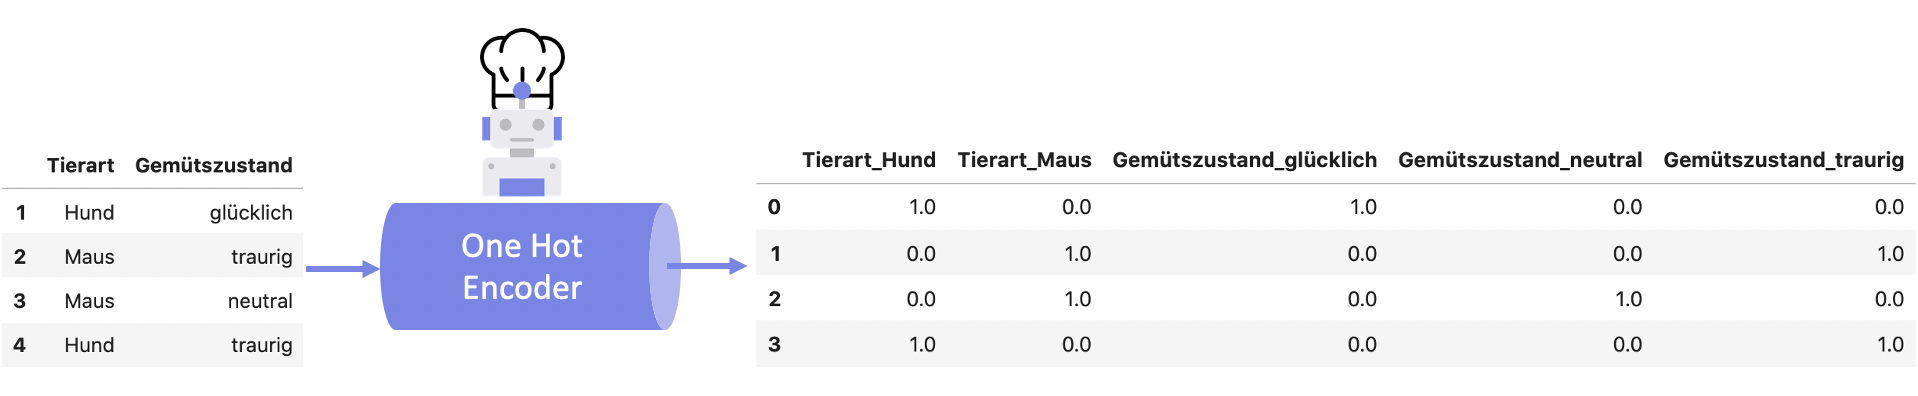 Tierart Gemütszustand
1 Hund glücklich
2 Maus traurig
3 Maus neutral
4 Hund traurig
One Hot
Encoder
Tierart_Hund Tierart_Maus Gemütszustand_glücklich Gemütszustand_neutral Gemütszustand_traurig
0 1.0 0.0 1.0 0.0 0.0
1 0.0 1.0 0.0 0.0 1.0
2 0.0 1.0 0.0 1.0 0.0
3 1.0 0.0 0.0 0.0 1.0